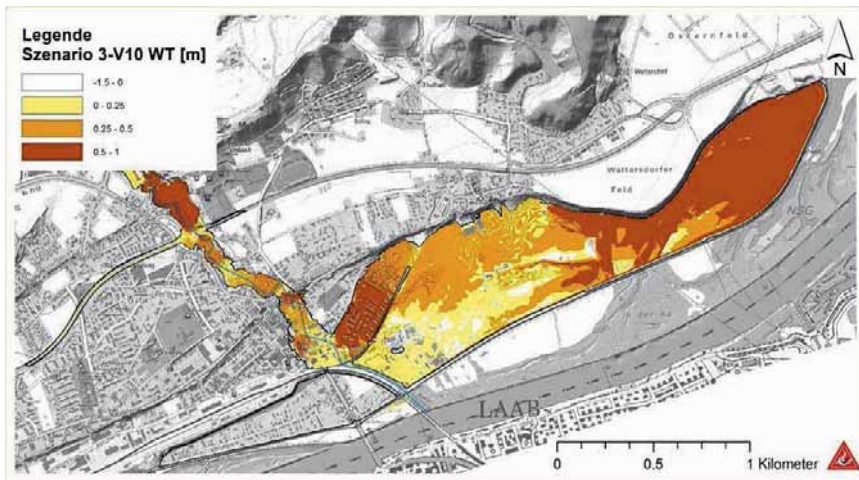 Legende
Szenario 3-V10 WT [m]
-1.5 - 0
0 - 0.25
0.25 - 0.5
0.5 - 1
N
Wattersdorfer
Feld
NSG
LAAB
0 0.5 1 Kilometer